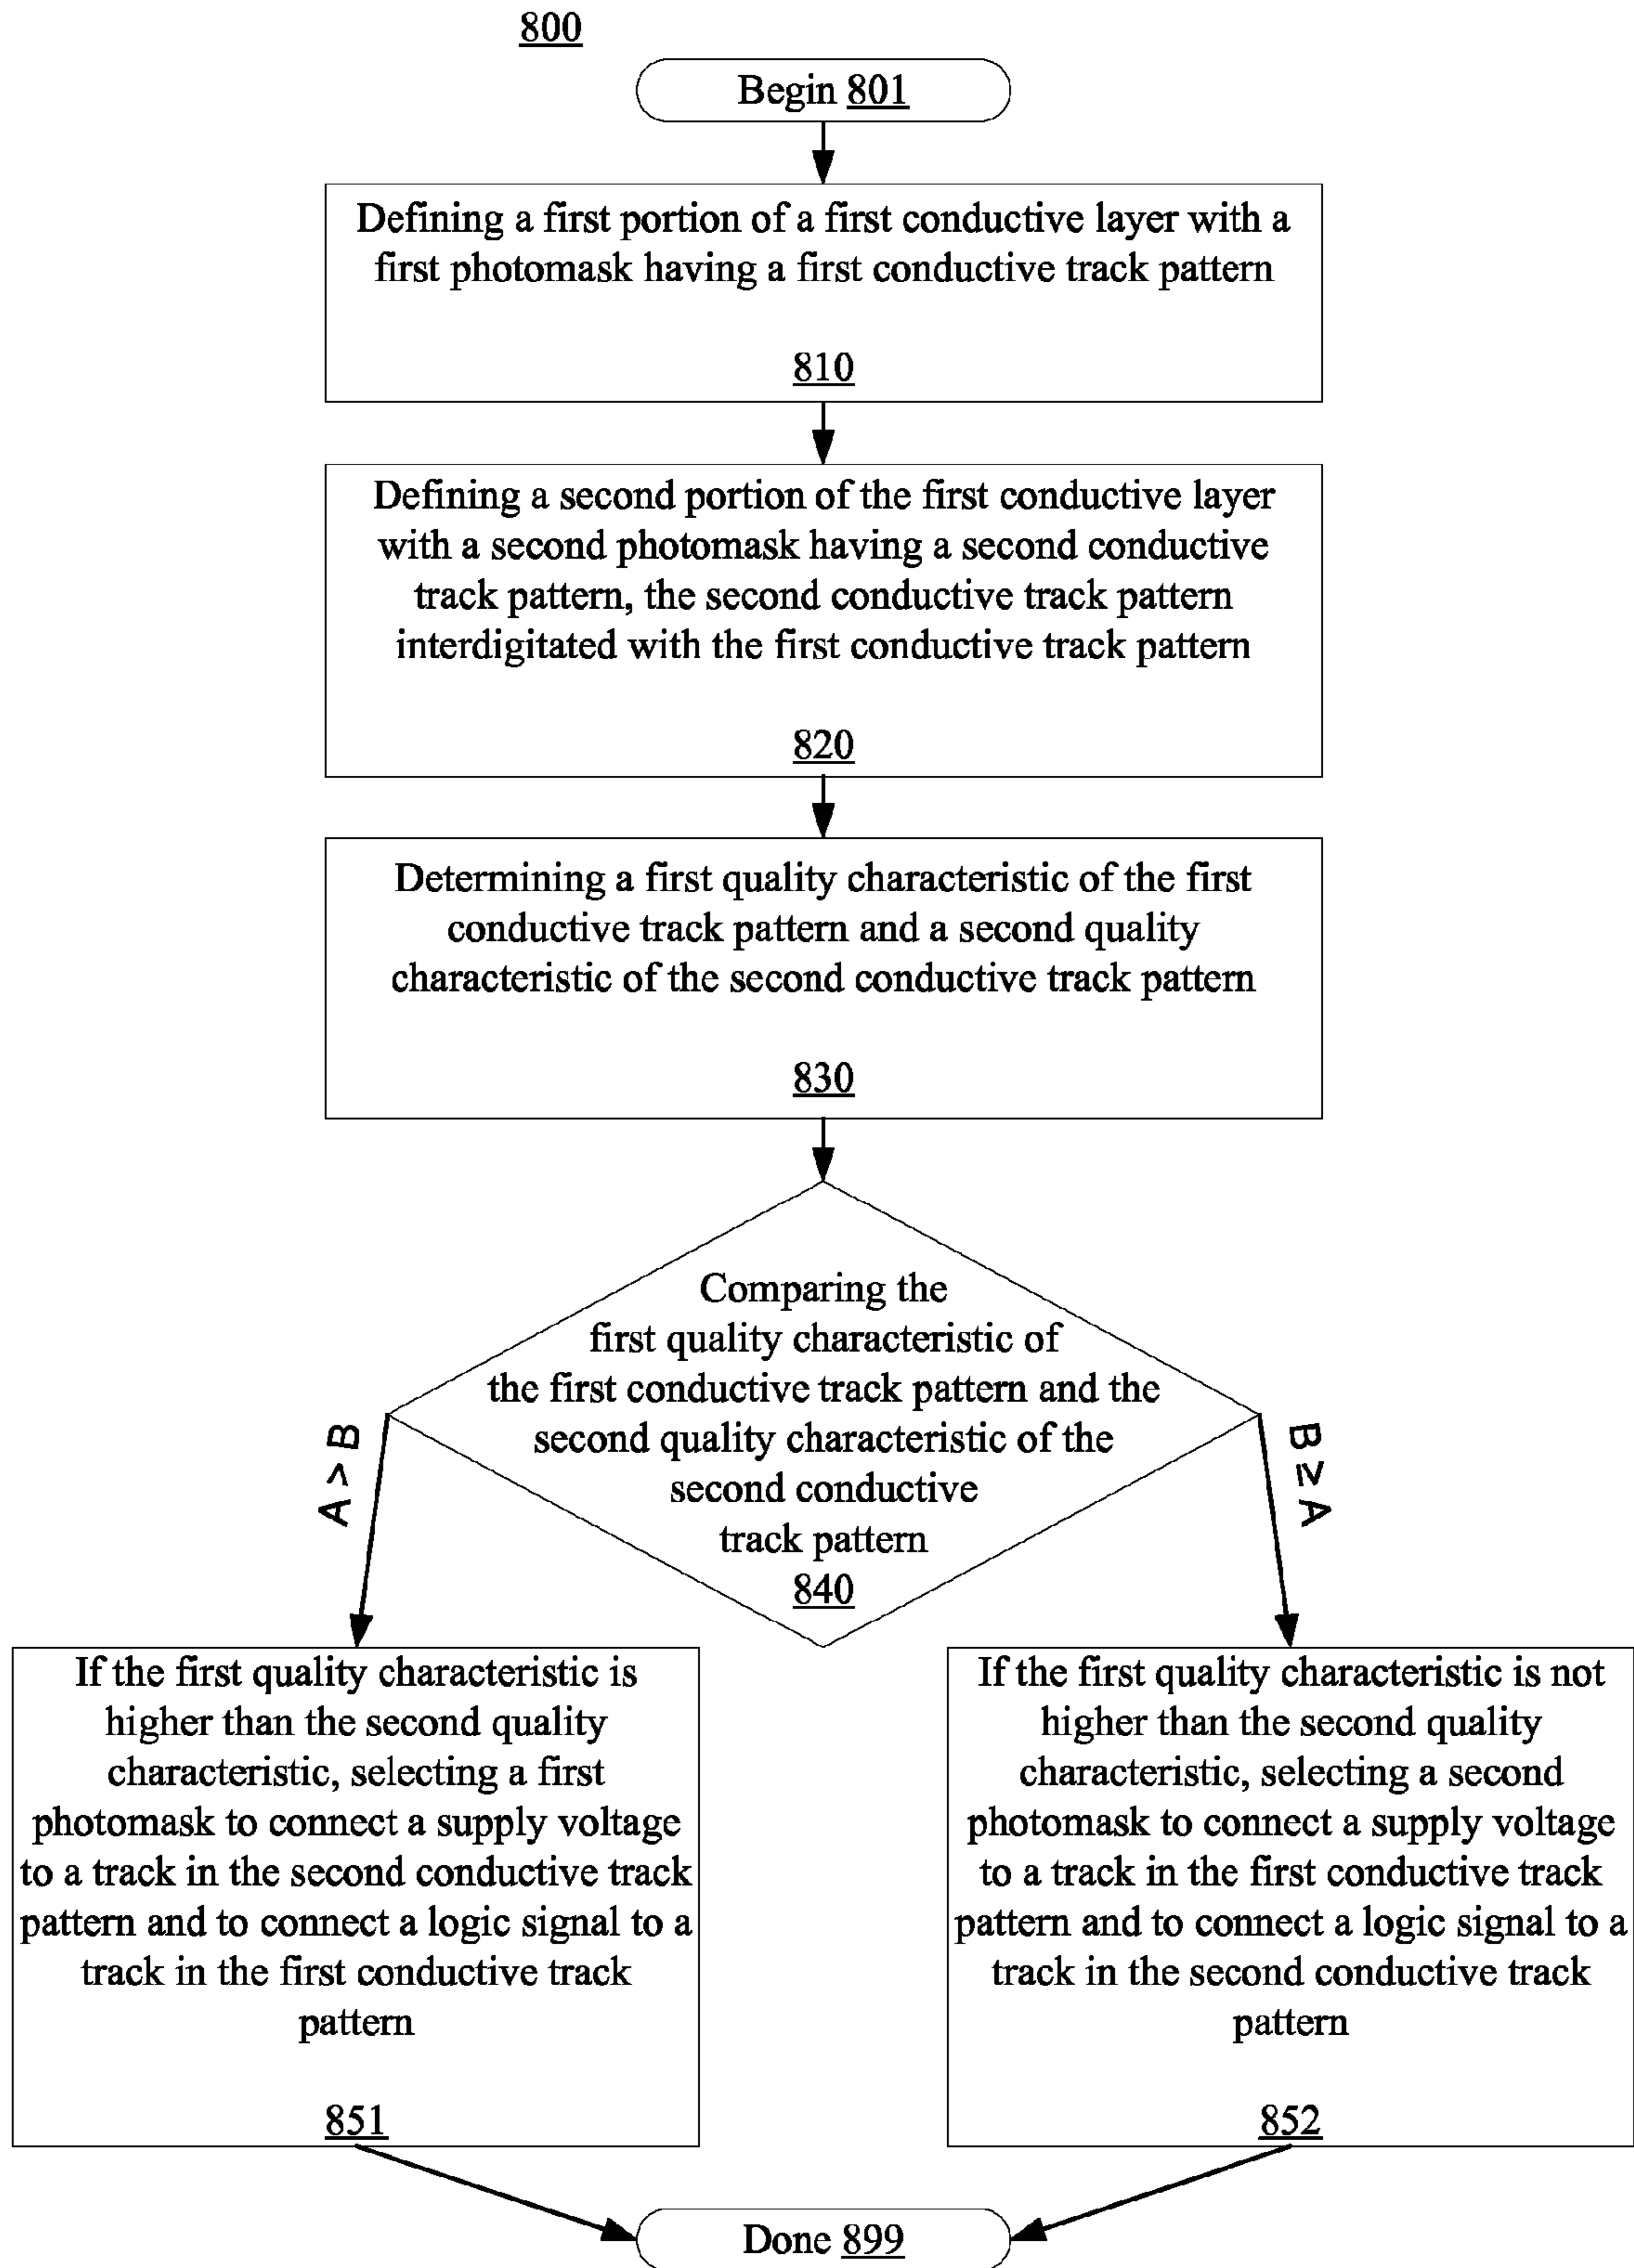 800
Begin 801
Defining a first portion of a first conductive layer with a
first photomask having a first conductive track pattern
810
Defining a second portion of the first conductive layer
with a second photomask having a second conductive
track pattern, the second conductive track pattern
interdigitated with the first conductive track pattern
820
Determining a first quality characteristic of the first
conductive track pattern and a second quality
characteristic of the second conductive track pattern
830
Comparing the
first quality characteristic of
the first conductive track pattern and the
second quality characteristic of the
second conductive
track pattern
840
A > B
B ≥ A
If the first quality characteristic is
higher than the second quality
characteristic, selecting a first
photomask to connect a supply voltage
to a track in the second conductive track
pattern and to connect a logic signal to a
track in the first conductive track
pattern
851
If the first quality characteristic is not
higher than the second quality
characteristic, selecting a second
photomask to connect a supply voltage
to a track in the first conductive track
pattern and to connect a logic signal to a
track in the second conductive track
pattern
852
Done 899